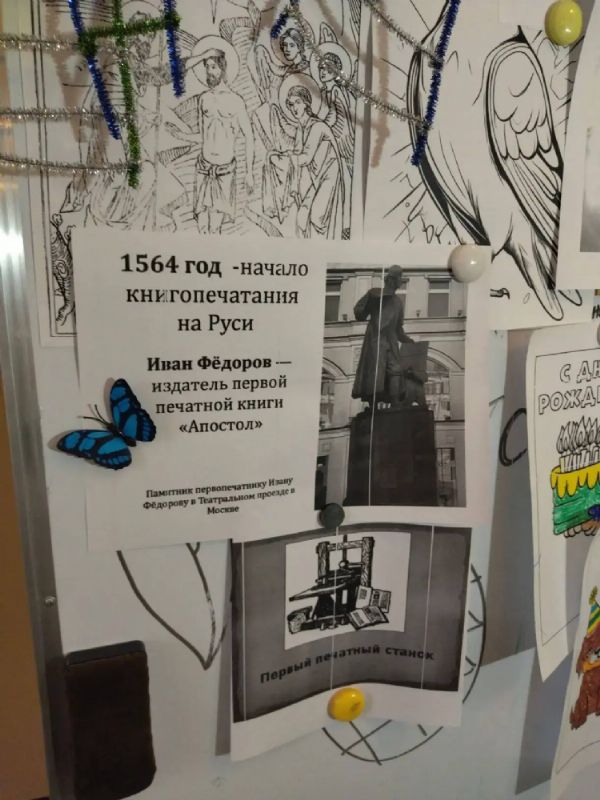 1564 год -начало
книгопечатания
на Руси
Иван Фёдоров —
издатель первой
печатной книги
«Апостол»
Памятник первопечатнику Ивану
Фёдорову в Театральном проезде в
Москве
Первый печатный станок
С ДН
РОЖД